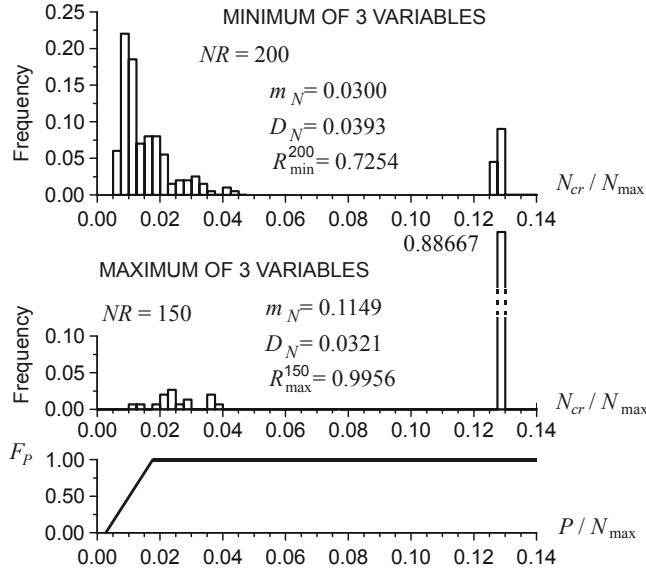 MINIMUM OF 3 VARIABLES
0.25
0.20
0.15
0.10
0.05
0.00
Frequency
NR = 200
m_N = 0.0300
D_N = 0.0393
R_min^200 = 0.7254
N_cr / N_max
0.00 0.02 0.04 0.06 0.08 0.10 0.12 0.14
0.88667
MAXIMUM OF 3 VARIABLES
NR = 150
m_N = 0.1149
D_N = 0.0321
R_max^150 = 0.9956
0.10
0.05
0.00
Frequency
N_cr / N_max
0.00 0.02 0.04 0.06 0.08 0.10 0.12 0.14
F_P
1.00
0.50
0.00
P / N_max
0.00 0.02 0.04 0.06 0.08 0.10 0.12 0.14